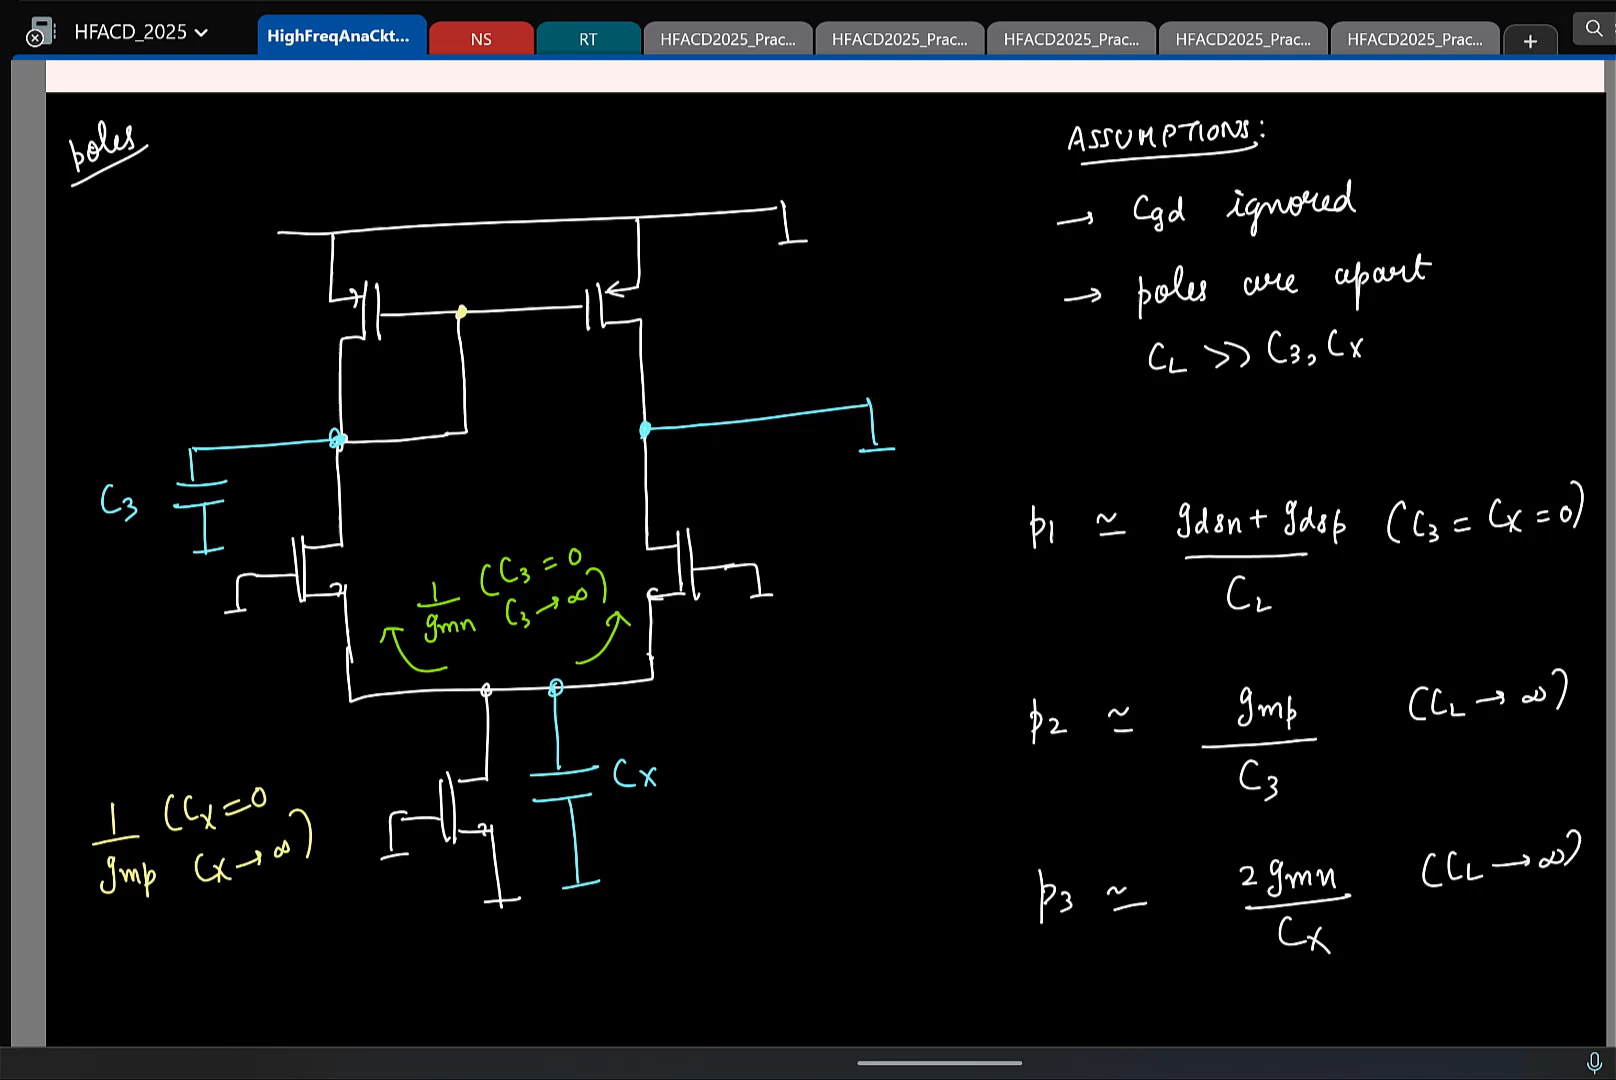 HFACD_2025
HighFreqAnaCkt...
NS
RT
HFACD2025_Prac...
HFACD2025_Prac...
HFACD2025_Prac...
HFACD2025_Prac...
HFACD2025_Prac...
poles
ASSUMPTIONS:
→ Cgd ignored
→ poles are apart
CL >> C3, CX
C3
1/gmn (C3 = 0
C3 → ∞)
CX
1/gmp (CX = 0
CX → ∞)
p1 ≃ (gdsn + gdsp)/CL (C3 = CX = 0)
p2 ≃ gmp/C3 (CL → ∞)
p3 ≃ 2gmn/CX (CL → ∞)